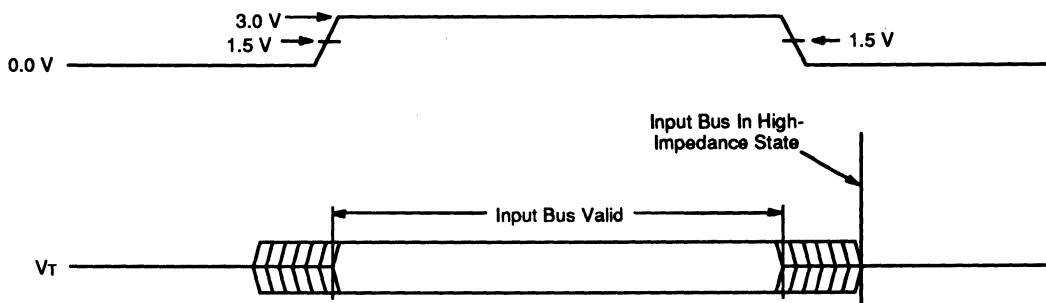 3.0 V
1.5 V
1.5 V
0.0 V
Input Bus In High-
Impedance State
Input Bus Valid
VT